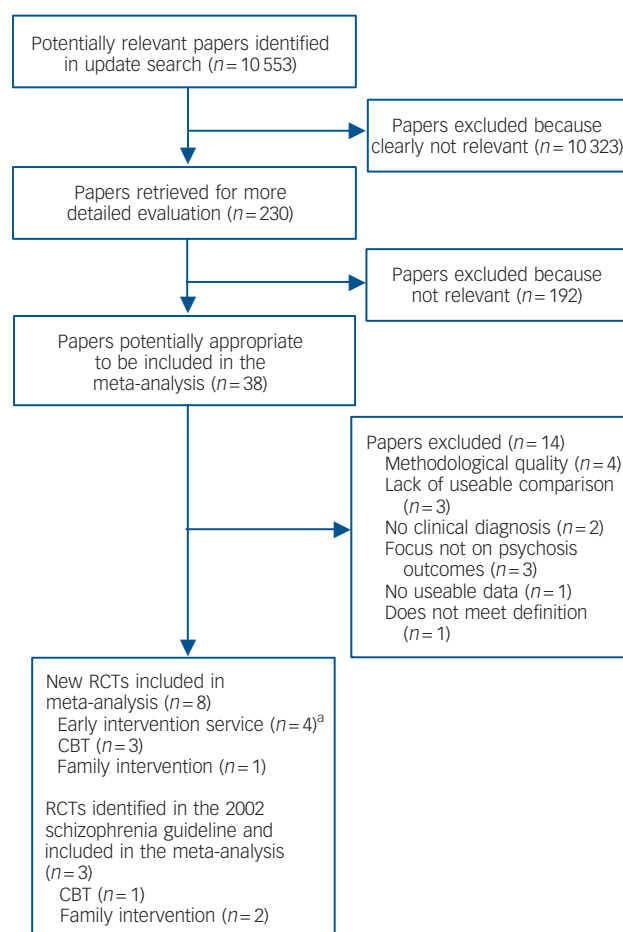 Potentially relevant papers identified
in update search (n = 10 553)
Papers excluded because
clearly not relevant (n = 10 323)
Papers retrieved for more
detailed evaluation (n = 230)
Papers excluded because
not relevant (n = 192)
Papers potentially appropriate
to be included in the
meta-analysis (n = 38)
Papers excluded (n = 14)
Methodological quality (n = 4)
Lack of useable comparison
(n = 3)
No clinical diagnosis (n = 2)
Focus not on psychosis
outcomes (n = 3)
No useable data (n = 1)
Does not meet definition
(n = 1)
New RCTs included in
meta-analysis (n = 8)
Early intervention service (n = 4)a
CBT (n = 3)
Family intervention (n = 1)
RCTs identified in the 2002
schizophrenia guideline and
included in the meta-analysis
(n = 3)
CBT (n = 1)
Family intervention (n = 2)